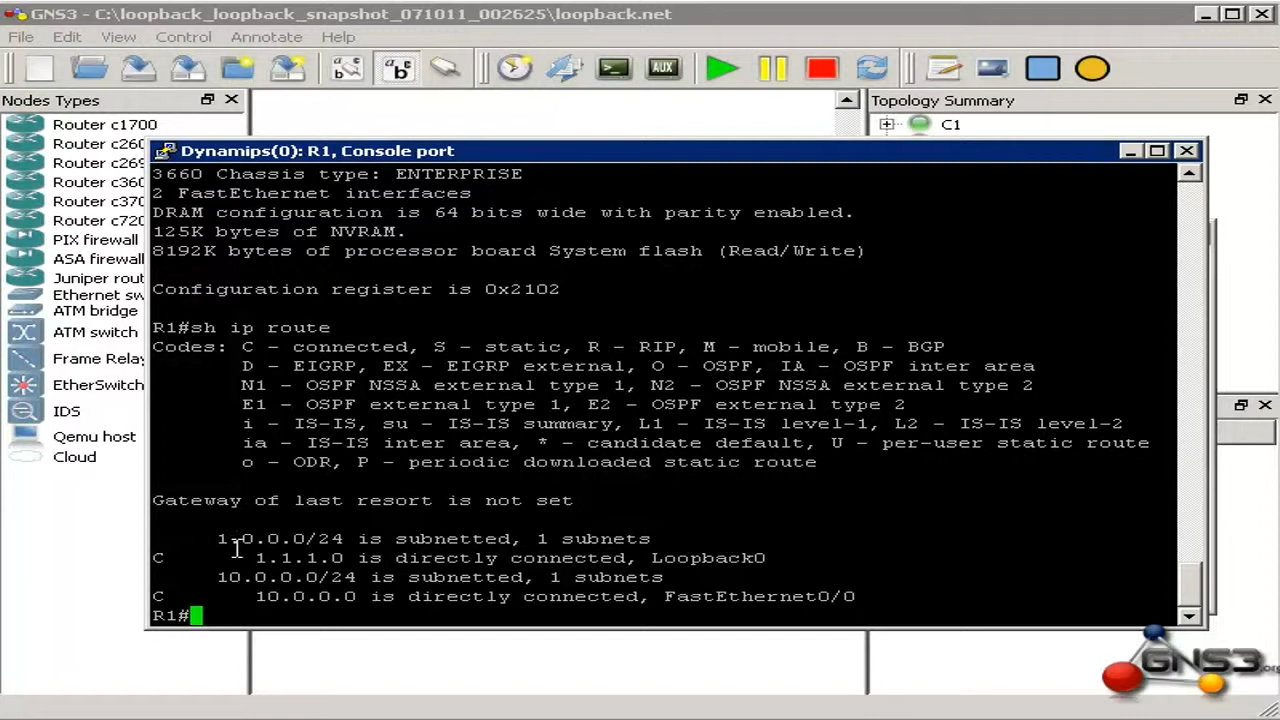 GNS3 - C:\loopback_loopback_snapshot_071011_002625\loopback.net
File Edit View Control Annotate Help
AUX
Nodes Types
Topology Summary
Router c1700
C1
Router c260
Router c269
Router c360
Router c370
Router c720
PIX firewall
ASA firewall
Juniper rout
Ethernet sw
ATM bridge
ATM switch
Frame Relay
EtherSwitch
IDS
Qemu host
Cloud
Dynamips(0): R1, Console port
3660 Chassis type: ENTERPRISE
2 FastEthernet interfaces
DRAM configuration is 64 bits wide with parity enabled.
125K bytes of NVRAM.
8192K bytes of processor board System flash (Read/Write)
Configuration register is 0x2102
R1#sh ip route
Codes: C - connected, S - static, R - RIP, M - mobile, B - BGP
D - EIGRP, EX - EIGRP external, O - OSPF, IA - OSPF inter area
N1 - OSPF NSSA external type 1, N2 - OSPF NSSA external type 2
E1 - OSPF external type 1, E2 - OSPF external type 2
i - IS-IS, su - IS-IS summary, L1 - IS-IS level-1, L2 - IS-IS level-2
ia - IS-IS inter area, * - candidate default, U - per-user static route
o - ODR, P - periodic downloaded static route
Gateway of last resort is not set
1.0.0.0/24 is subnetted, 1 subnets
C 1.1.1.0 is directly connected, Loopback0
10.0.0.0/24 is subnetted, 1 subnets
C 10.0.0.0 is directly connected, FastEthernet0/0
R1#
GNS3.org